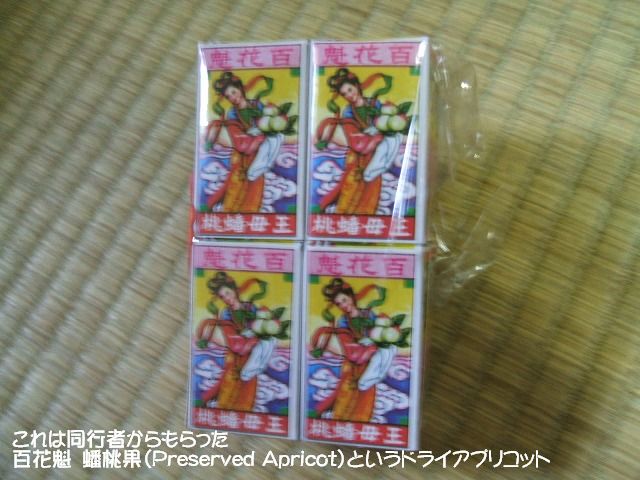 魁花百 魁花百
桃蟠母王 桃蟠母王
魁花百 魁花百
桃蟠母王 桃蟠母王
これは同行者からもらった
百花魁 蟠桃果(Preserved Apricot)というドライアプリコット